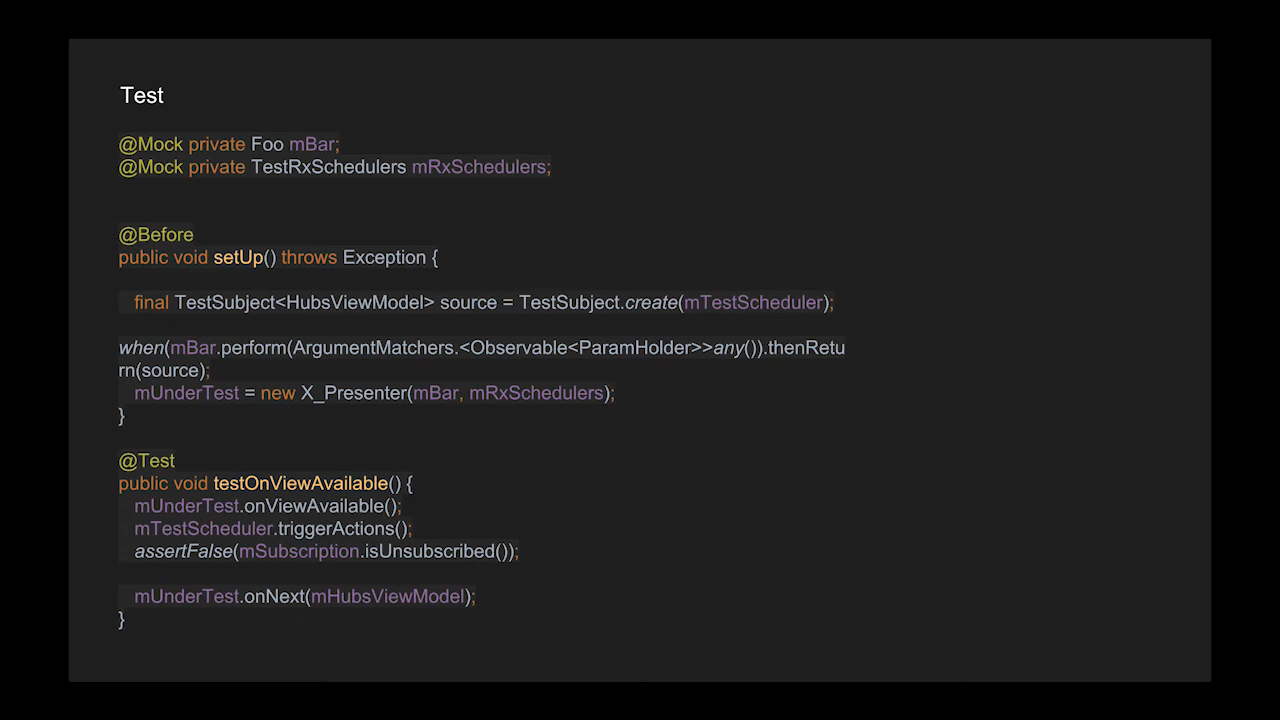 Test
@Mock private Foo mBar;
@Mock private TestRxSchedulers mRxSchedulers;
@Before
public void setUp() throws Exception {
final TestSubject<HubsViewModel> source = TestSubject.create(mTestScheduler);
when(mBar.perform(ArgumentMatchers.<Observable<ParamHolder>>any()).thenRetu
rn(source);
mUnderTest = new X_Presenter(mBar, mRxSchedulers);
}
@Test
public void testOnViewAvailable() {
mUnderTest.onViewAvailable();
mTestScheduler.triggerActions();
assertFalse(mSubscription.isUnsubscribed());
mUnderTest.onNext(mHubsViewModel);
}